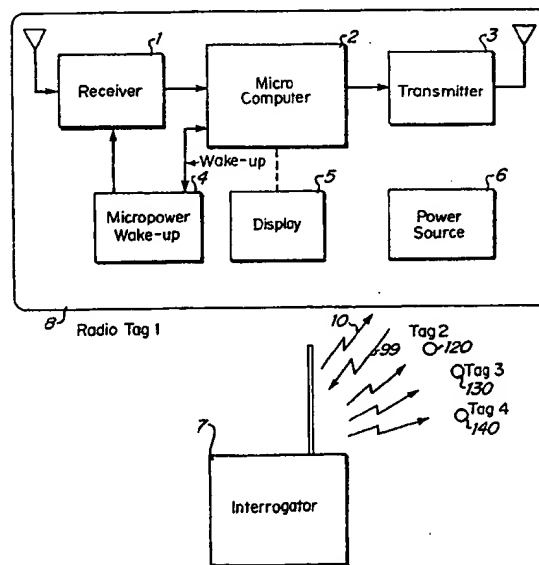 1
2
3
Receiver
Micro
Computer
Transmitter
Wake-up
4
5
6
Micropower
Wake-up
Display
Power
Source
8
Radio Tag 1
10
99
Tag 2
120
Tag 3
130
Tag 4
140
7
Interrogator